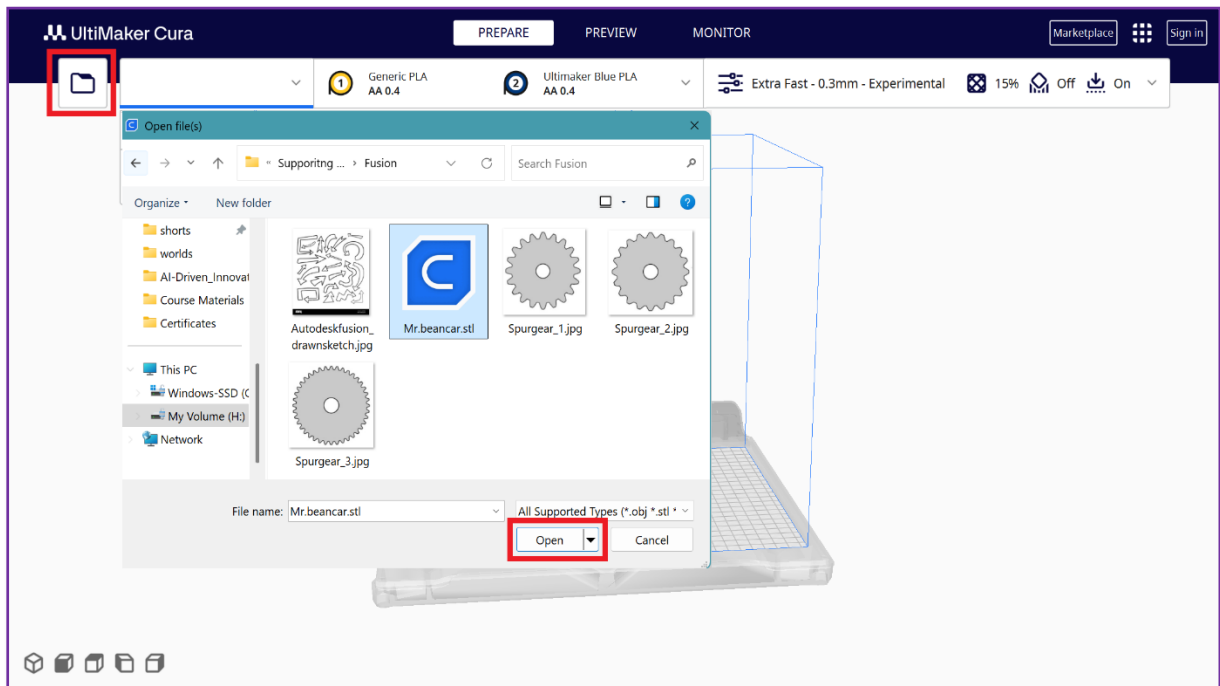 UltiMaker Cura
PREPARE
PREVIEW
MONITOR
Marketplace
Sign in
1
Generic PLA
AA 0.4
2
Ultimaker Blue PLA
AA 0.4
Extra Fast - 0.3mm - Experimental
15%
Off
On
Open file(s)
« Supporitng ... › Fusion
Search Fusion
Organize
New folder
?
shorts
worlds
AI-Driven_Innovat
Course Materials
Certificates
This PC
Windows-SSD (C
My Volume (H:)
Network
Autodeskfusion_
drawnsketch.jpg
Mr.beancar.stl
Spurgear_1.jpg
Spurgear_2.jpg
Spurgear_3.jpg
File name: Mr.beancar.stl
All Supported Types (*.obj *.stl *
Open
Cancel